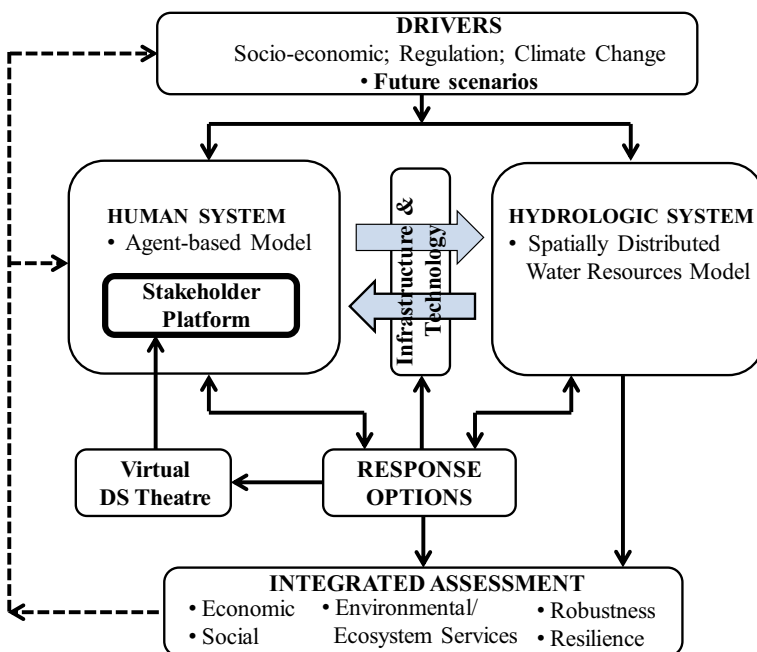 DRIVERS
Socio-economic; Regulation; Climate Change
• Future scenarios
HUMAN SYSTEM
• Agent-based Model
Stakeholder
Platform
Infrastructure &
Technology
HYDROLOGIC SYSTEM
• Spatially Distributed
Water Resources Model
Virtual
DS Theatre
RESPONSE
OPTIONS
INTEGRATED ASSESSMENT
• Economic
• Social
• Environmental/
Ecosystem Services
• Robustness
• Resilience